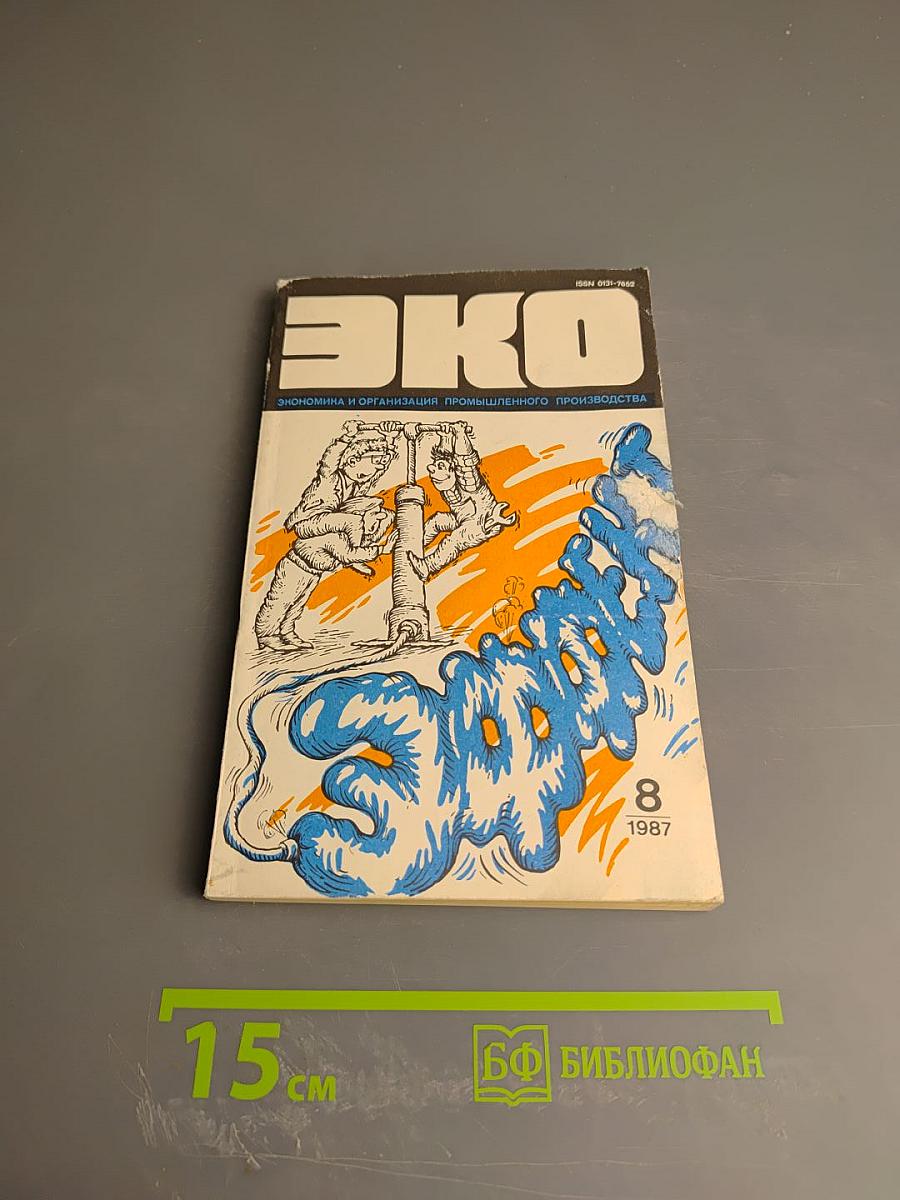 ISSN 0131-7652
ЭКО
ЭКОНОМИКА И ОРГАНИЗАЦИЯ ПРОМЫШЛЕННОГО ПРОИЗВОДСТВА
8
1987
15 см
БФ БИБЛИОФАН